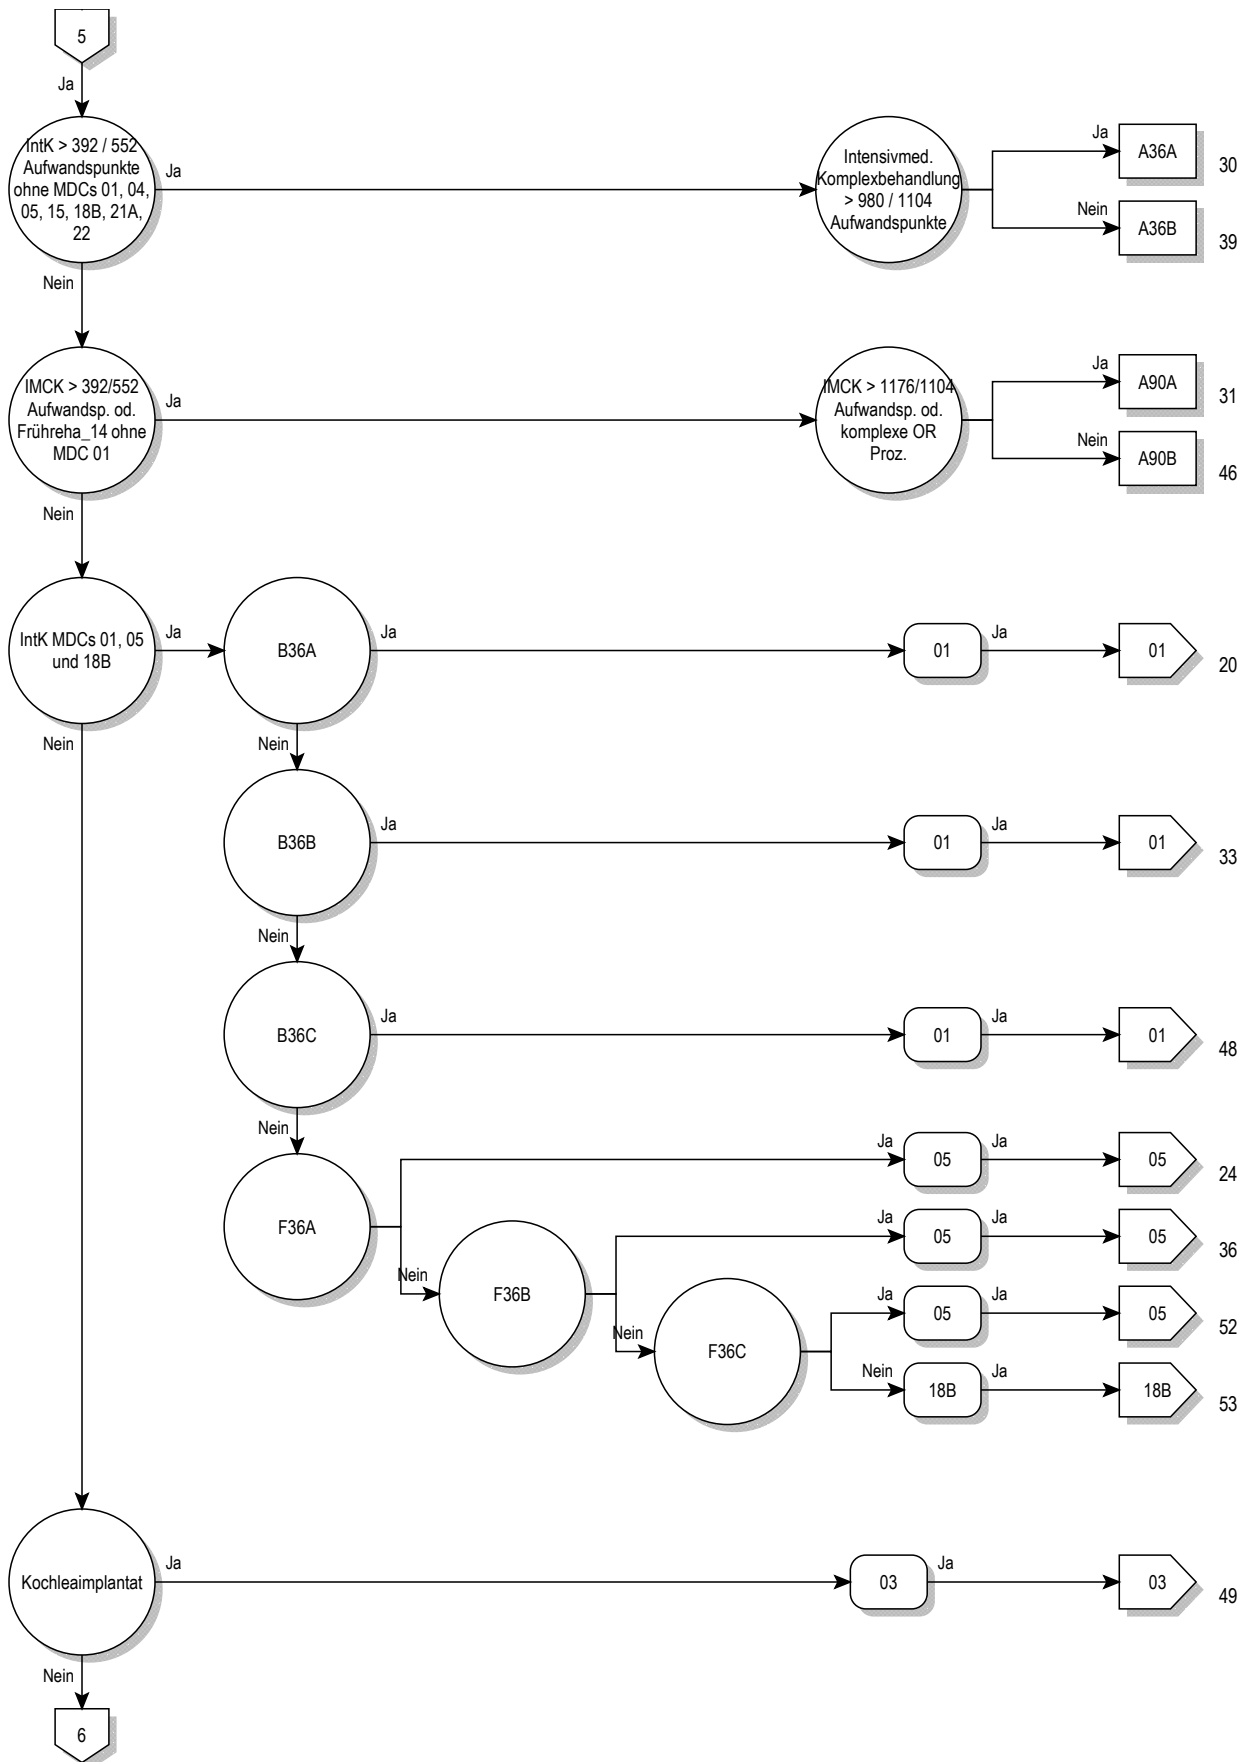 5
Ja
IntK > 392 / 552
Aufwandspunkte
ohne MDCs 01, 04,
05, 15, 18B, 21A,
22
Ja
Intensivmed.
Komplexbehandlung
> 980 / 1104
Aufwandspunkte
Ja
A36A
30
Nein
A36B
39
Nein
IMCK > 392/552
Aufwandsp. od.
Frühreha_14 ohne
MDC 01
Ja
IMCK > 1176/1104
Aufwandsp. od.
komplexe OR
Proz.
Ja
A90A
31
Nein
A90B
46
Nein
IntK MDCs 01, 05
und 18B
Ja
B36A
Ja
01
Ja
01
20
Nein
Nein
B36B
Ja
01
Ja
01
33
Nein
B36C
Ja
01
Ja
01
48
Nein
F36A
Ja
05
Ja
05
24
Nein
F36B
Ja
05
Ja
05
36
Nein
F36C
Ja
05
Ja
05
52
Nein
18B
Ja
18B
53
Kochleaimplantat
Ja
03
Ja
03
49
Nein
6